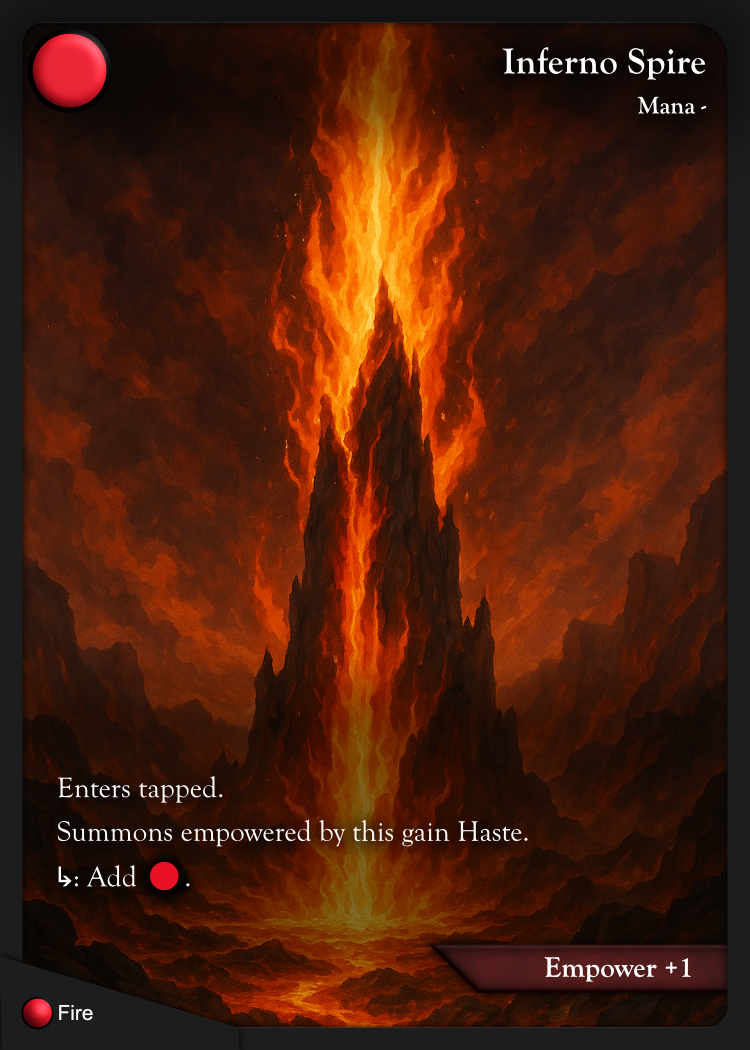 Inferno Spire
Mana -
Enters tapped.
Summons empowered by this gain Haste.
↳: Add .
Empower +1
Fire